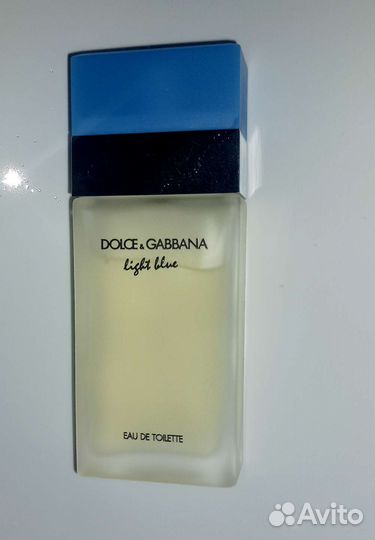 DOLCE & GABBANA
light blue
EAU DE TOILETTE
Avito